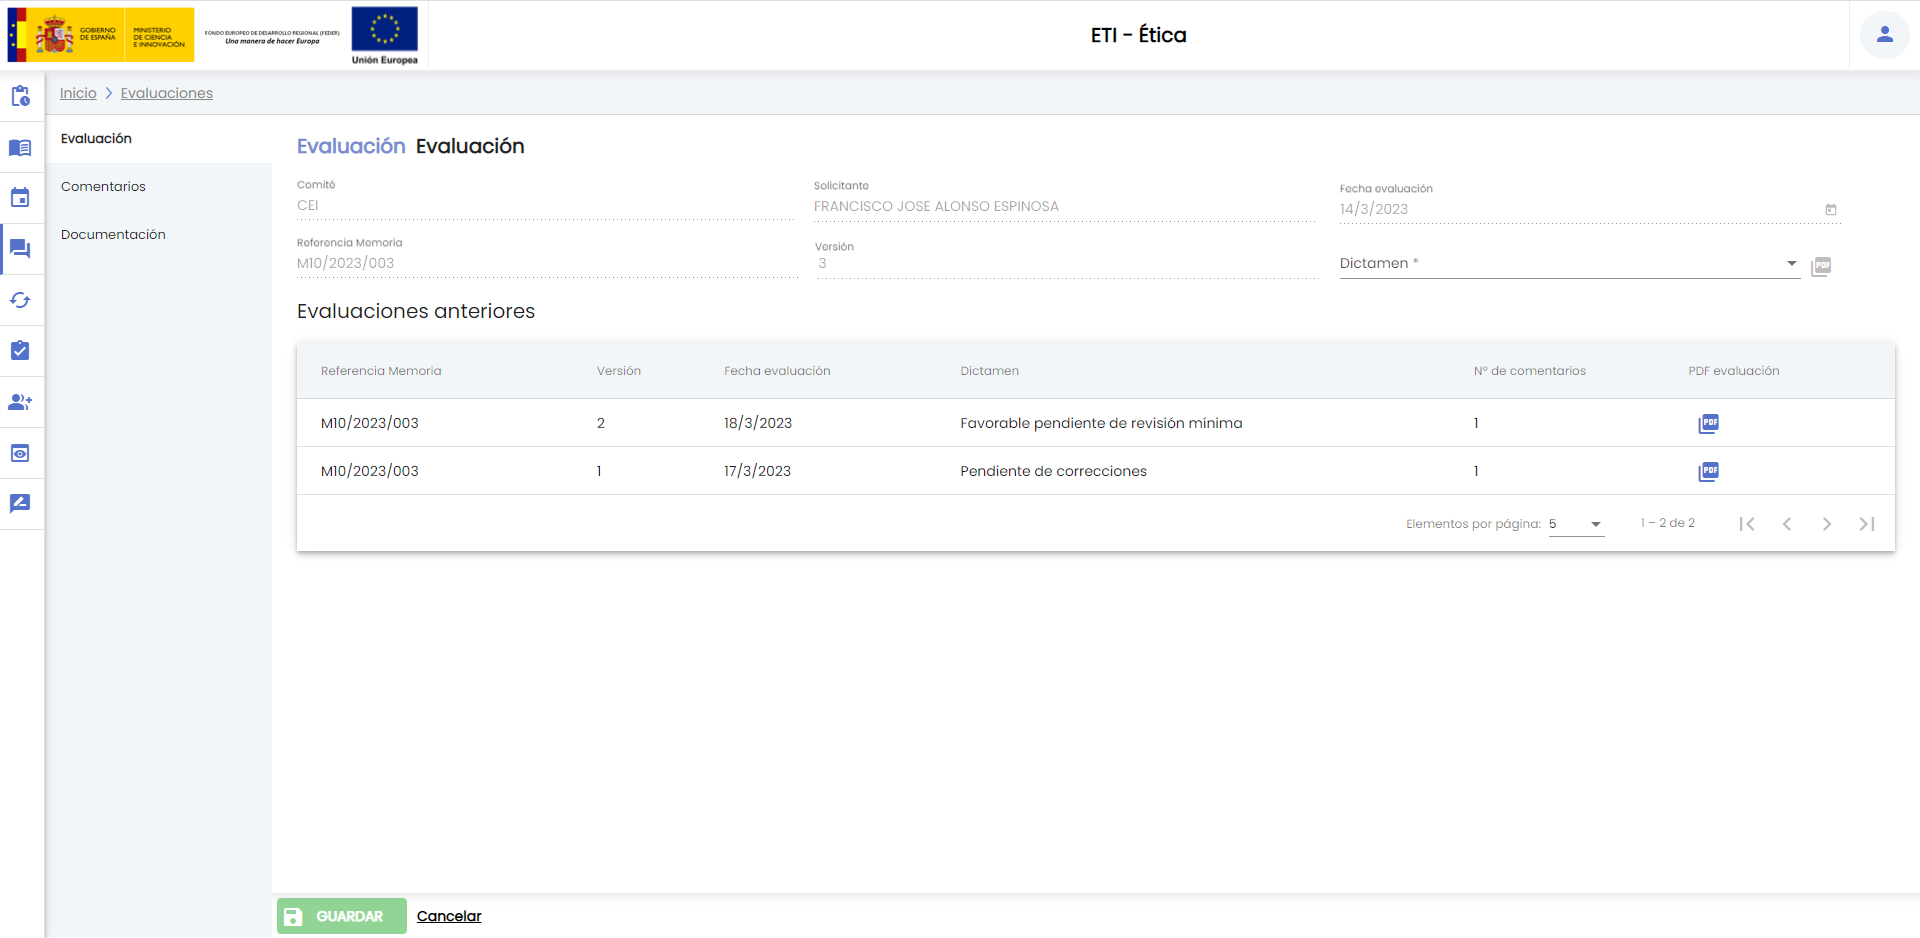 GOBIERNO
DE ESPAÑA
MINISTERIO
DE CIENCIA
E INNOVACIÓN
FONDO EUROPEO DE DESARROLLO REGIONAL (FEDER)
Una manera de hacer Europa
Unión Europea
ETI - Ética
Inicio > Evaluaciones
Evaluación
Comentarios
Documentación
Evaluación Evaluación
Comité
CEI
Solicitante
FRANCISCO JOSE ALONSO ESPINOSA
Fecha evaluación
14/3/2023
Referencia Memoria
M10/2023/003
Versión
3
Dictamen *
PDF
Evaluaciones anteriores
Referencia Memoria Versión Fecha evaluación Dictamen Nº de comentarios PDF evaluación
M10/2023/003 2 18/3/2023 Favorable pendiente de revisión mínima 1 PDF
M10/2023/003 1 17/3/2023 Pendiente de correcciones 1 PDF
Elementos por página: 5 1 – 2 de 2
GUARDAR Cancelar